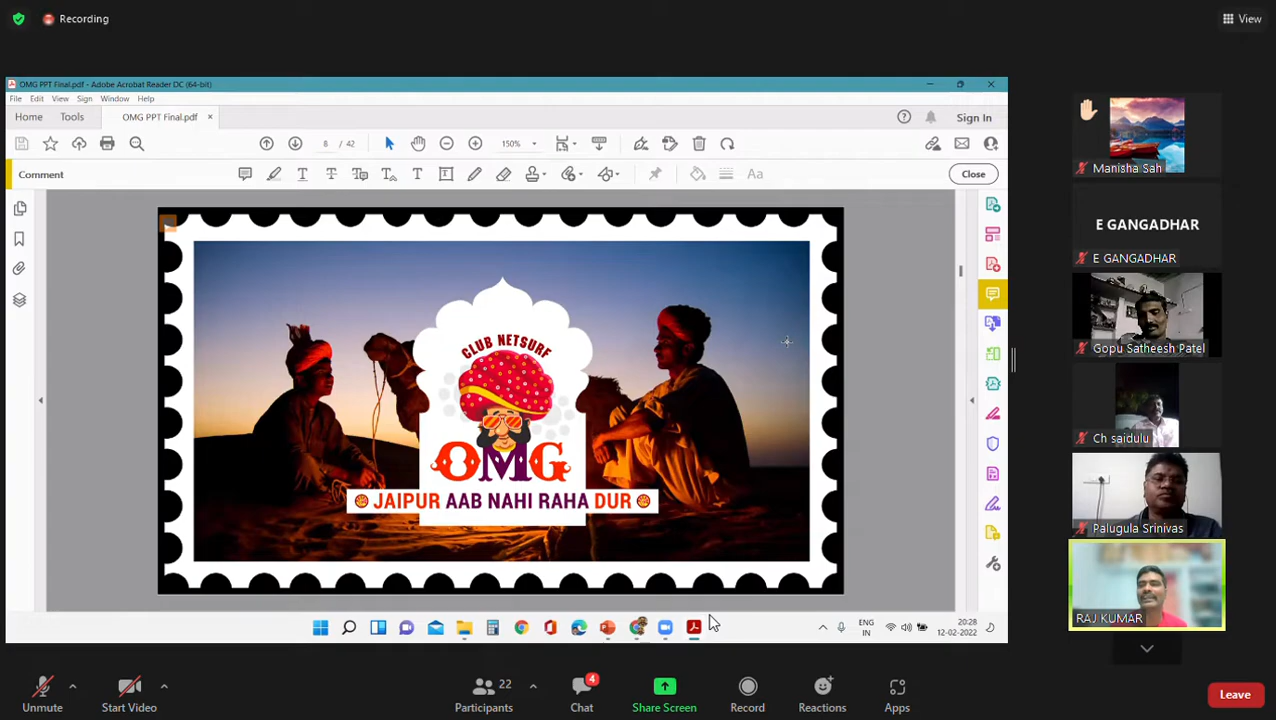 Recording
View
OMG PPT Final.pdf - Adobe Acrobat Reader DC (64-bit)
File Edit View Sign Window Help
Home Tools OMG PPT Final.pdf × Sign In
8 / 42 150%
Comment Aa Close
CLUB NETSURF
OMG
JAIPUR AAB NAHI RAHA DUR
ENG
IN
20:28
12-02-2022
Manisha Sah
E GANGADHAR
E GANGADHAR
Gopu Satheesh Patel
Ch saidulu
Palugula Srinivas
RAJ KUMAR
22
4
Unmute
Start Video
Participants
Chat
Share Screen
Record
Reactions
Apps
Leave